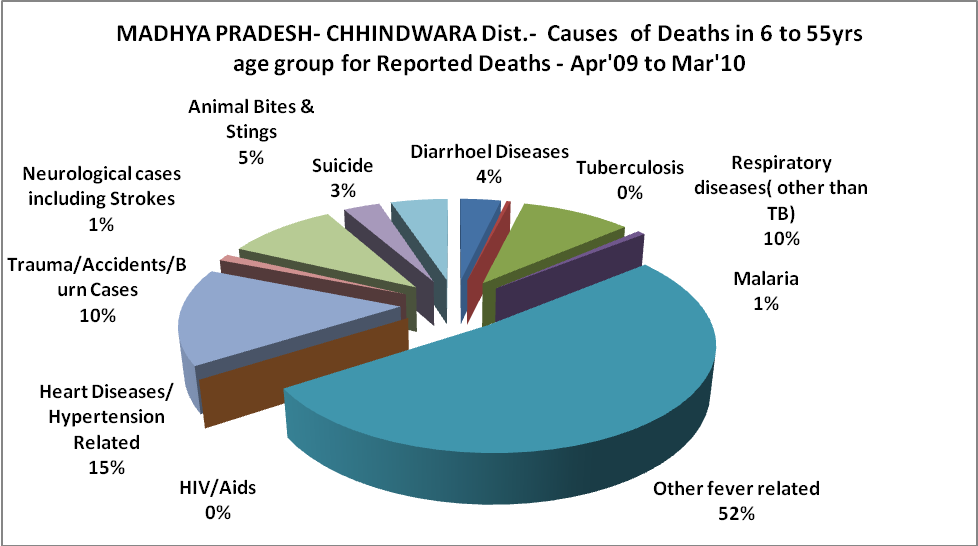 MADHYA PRADESH- CHHINDWARA Dist.- Causes of Deaths in 6 to 55yrs
age group for Reported Deaths - Apr'09 to Mar'10
Animal Bites &
Stings
5%
Suicide
3%
Diarrhoel Diseases
4%
Tuberculosis
0%
Respiratory
diseases( other than
TB)
10%
Neurological cases
including Strokes
1%
Trauma/Accidents/B
urn Cases
10%
Malaria
1%
Heart Diseases/
Hypertension
Related
15%
HIV/Aids
0%
Other fever related
52%